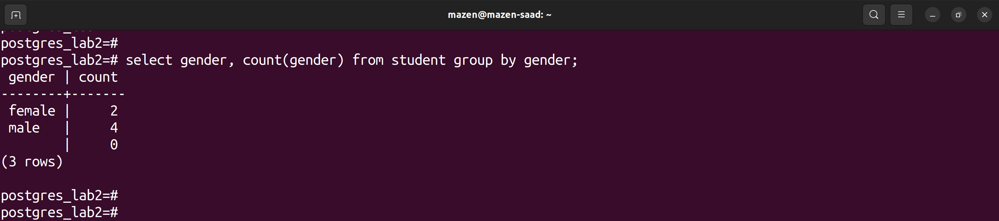 mazen@mazen-saad: ~
postgres_lab2=#
postgres_lab2=# select gender, count(gender) from student group by gender;
 gender | count
--------+-------
 female |     2
 male   |     4
        |     0
(3 rows)
postgres_lab2=#
postgres_lab2=#